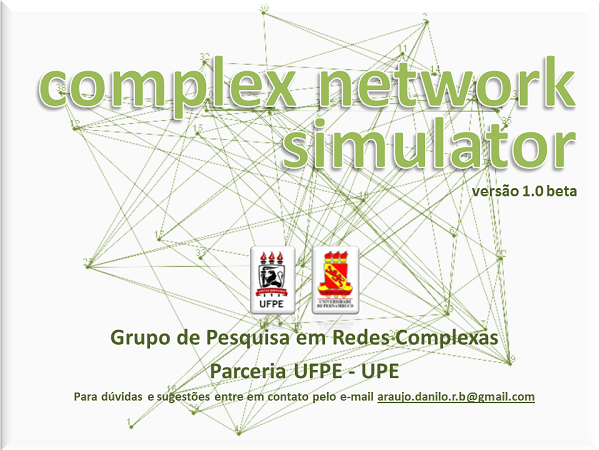 complex network
simulator
versão 1.0 beta
UFPE
UNIVERSIDADE
DE PERNAMBUCO
Grupo de Pesquisa em Redes Complexas
Parceria UFPE - UPE
Para dúvidas e sugestões entre em contato pelo e-mail araujo.danilo.r.b@gmail.com